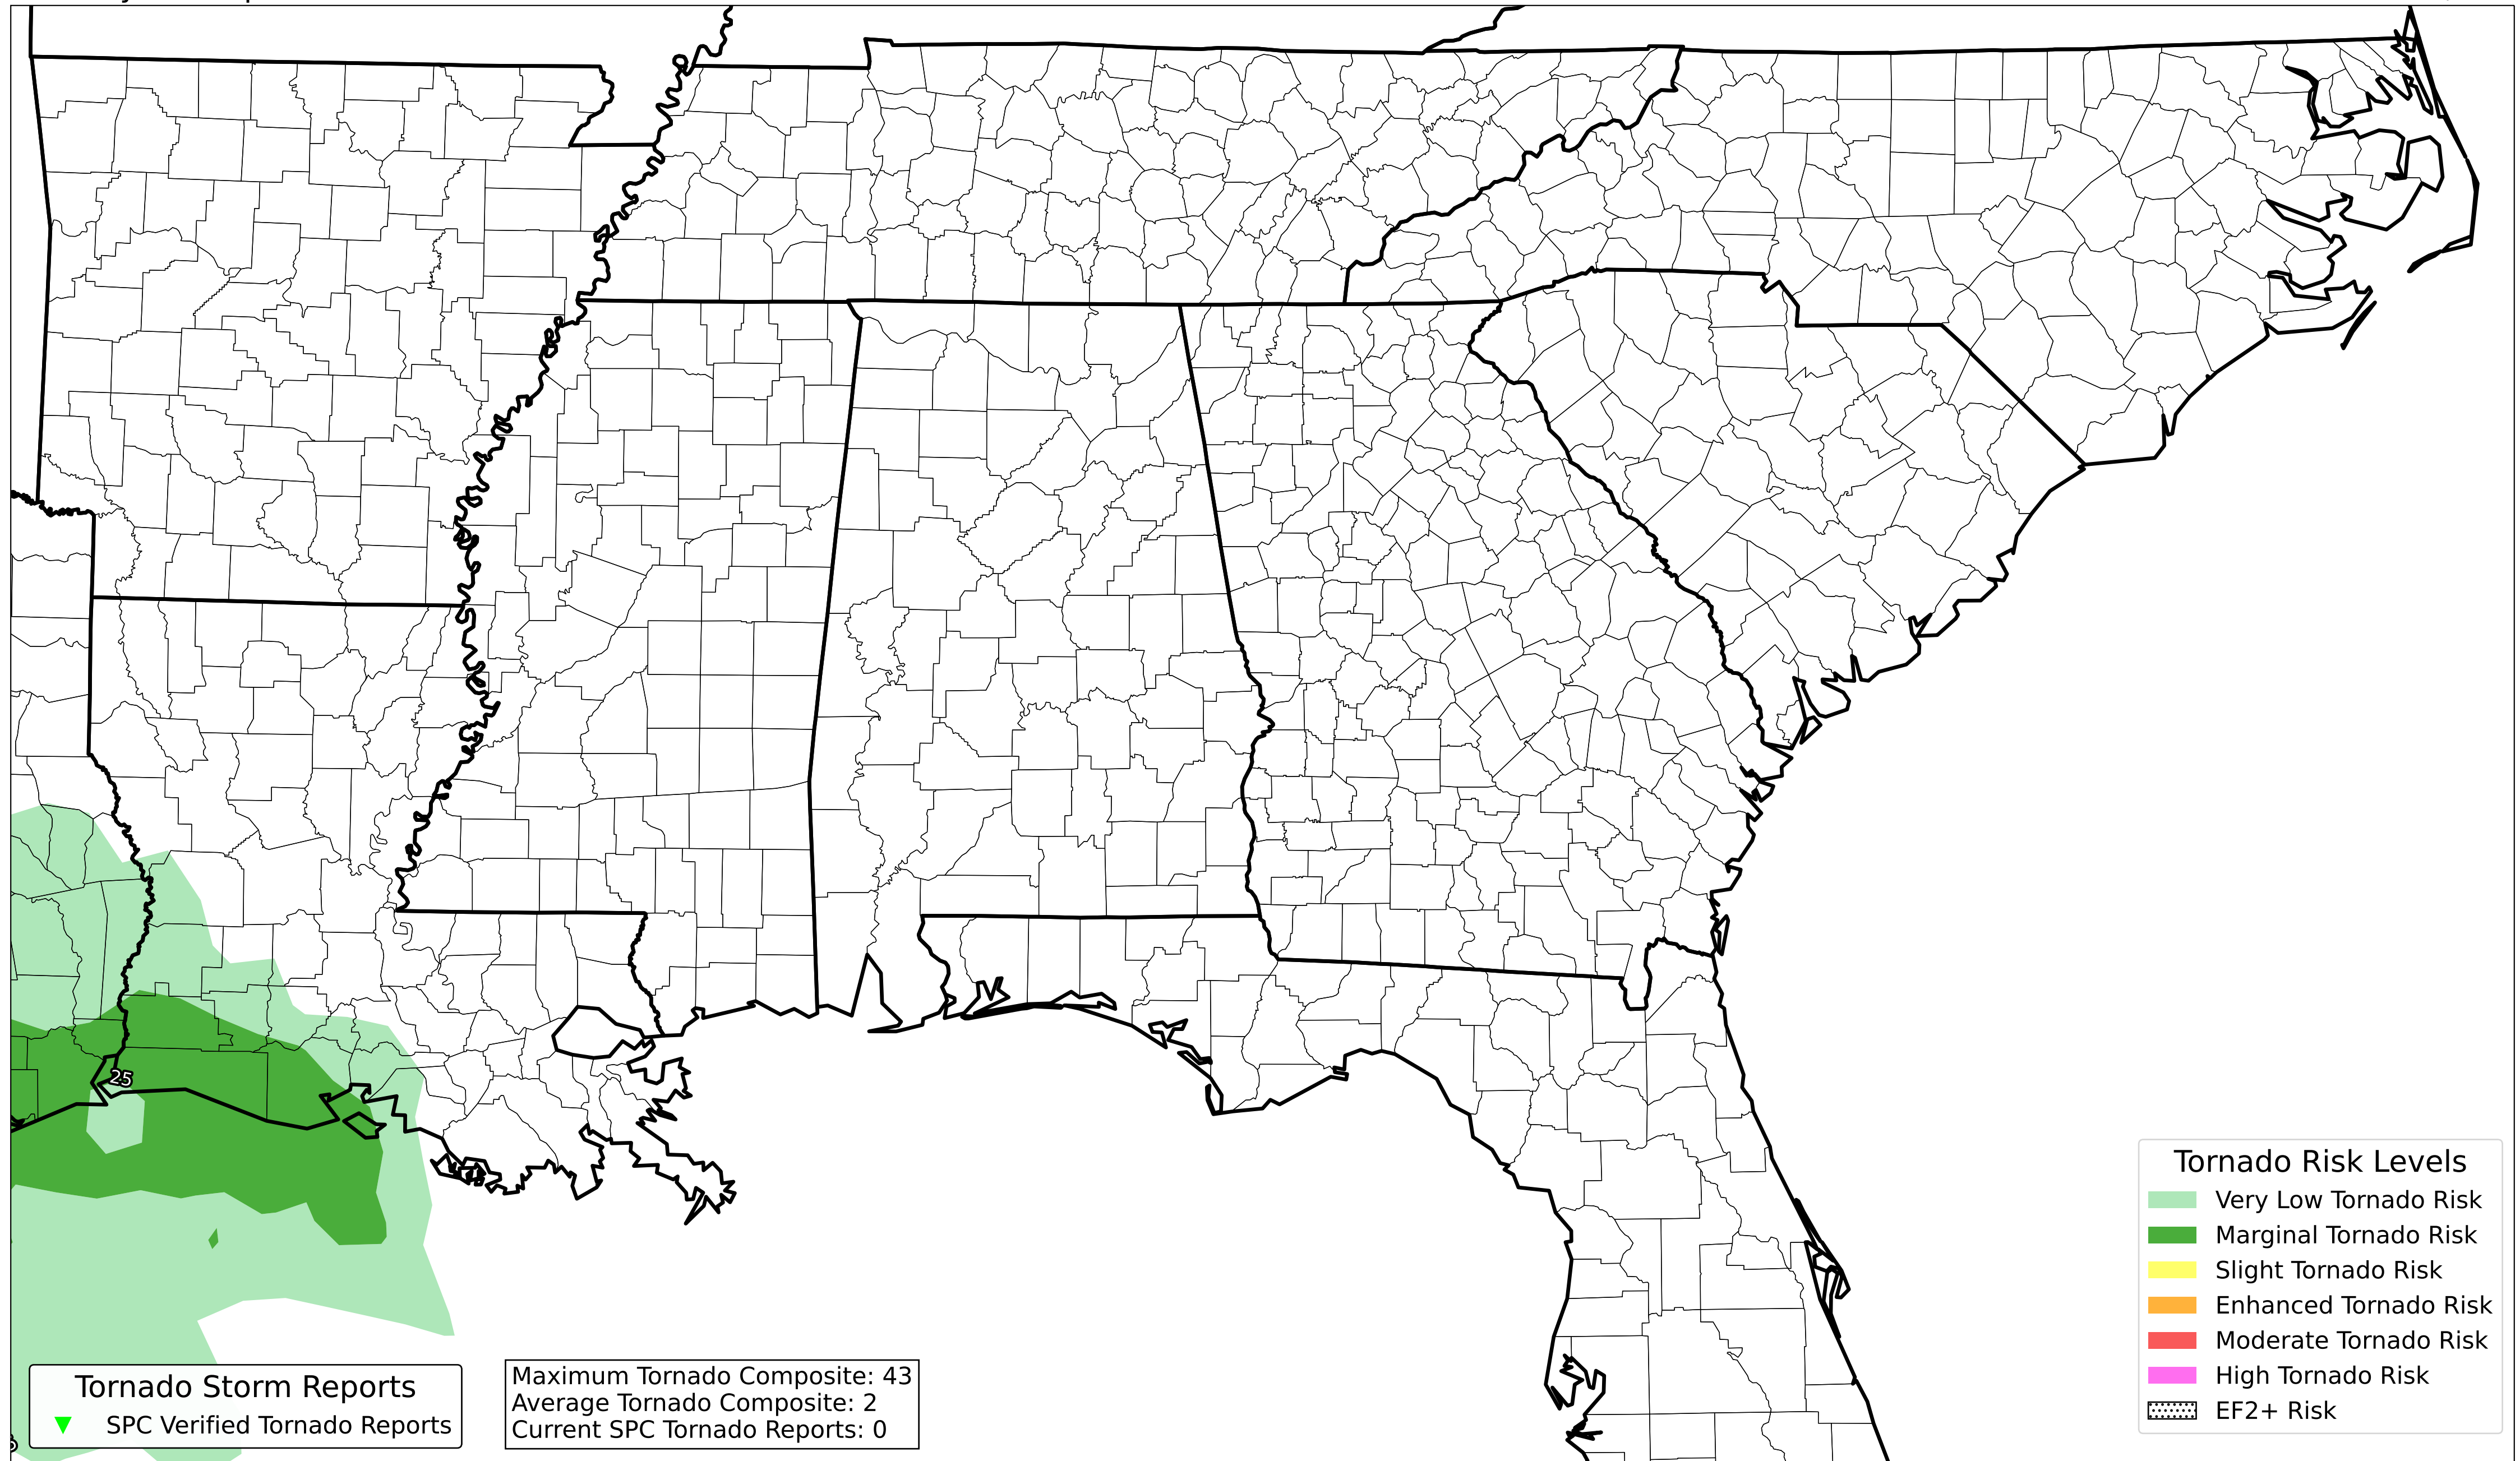 25
Tornado Risk Levels
Very Low Tornado Risk
Marginal Tornado Risk
Slight Tornado Risk
Enhanced Tornado Risk
Moderate Tornado Risk
High Tornado Risk
EF2+ Risk
Tornado Storm Reports
SPC Verified Tornado Reports
Maximum Tornado Composite: 43
Average Tornado Composite: 2
Current SPC Tornado Reports: 0